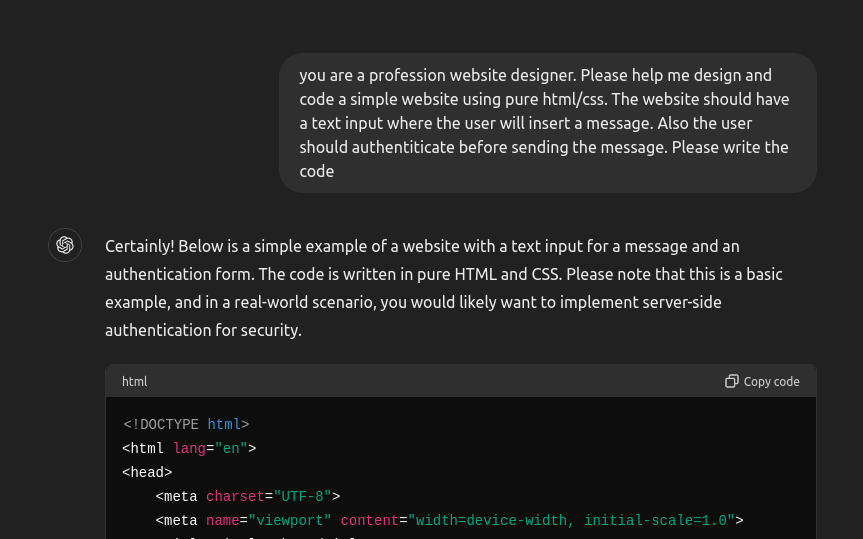 you are a profession website designer. Please help me design and
code a simple website using pure html/css. The website should have
a text input where the user will insert a message. Also the user
should authentiticate before sending the message. Please write the
code
Certainly! Below is a simple example of a website with a text input for a message and an
authentication form. The code is written in pure HTML and CSS. Please note that this is a basic
example, and in a real-world scenario, you would likely want to implement server-side
authentication for security.
html Copy code
<!DOCTYPE html>
<html lang="en">
<head>
    <meta charset="UTF-8">
    <meta name="viewport" content="width=device-width, initial-scale=1.0">